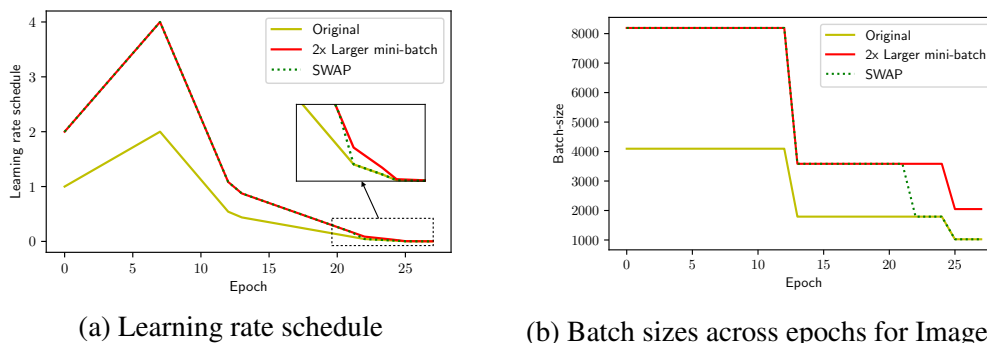 Original
2x Larger mini-batch
SWAP
Learning rate schedule
4
3
2
1
0
0 5 10 15 20 25
Epoch
(a) Learning rate schedule
Original
2x Larger mini-batch
SWAP
Batch-size
8000
7000
6000
5000
4000
3000
2000
1000
0 5 10 15 20 25
Epoch
(b) Batch sizes across epochs for Image